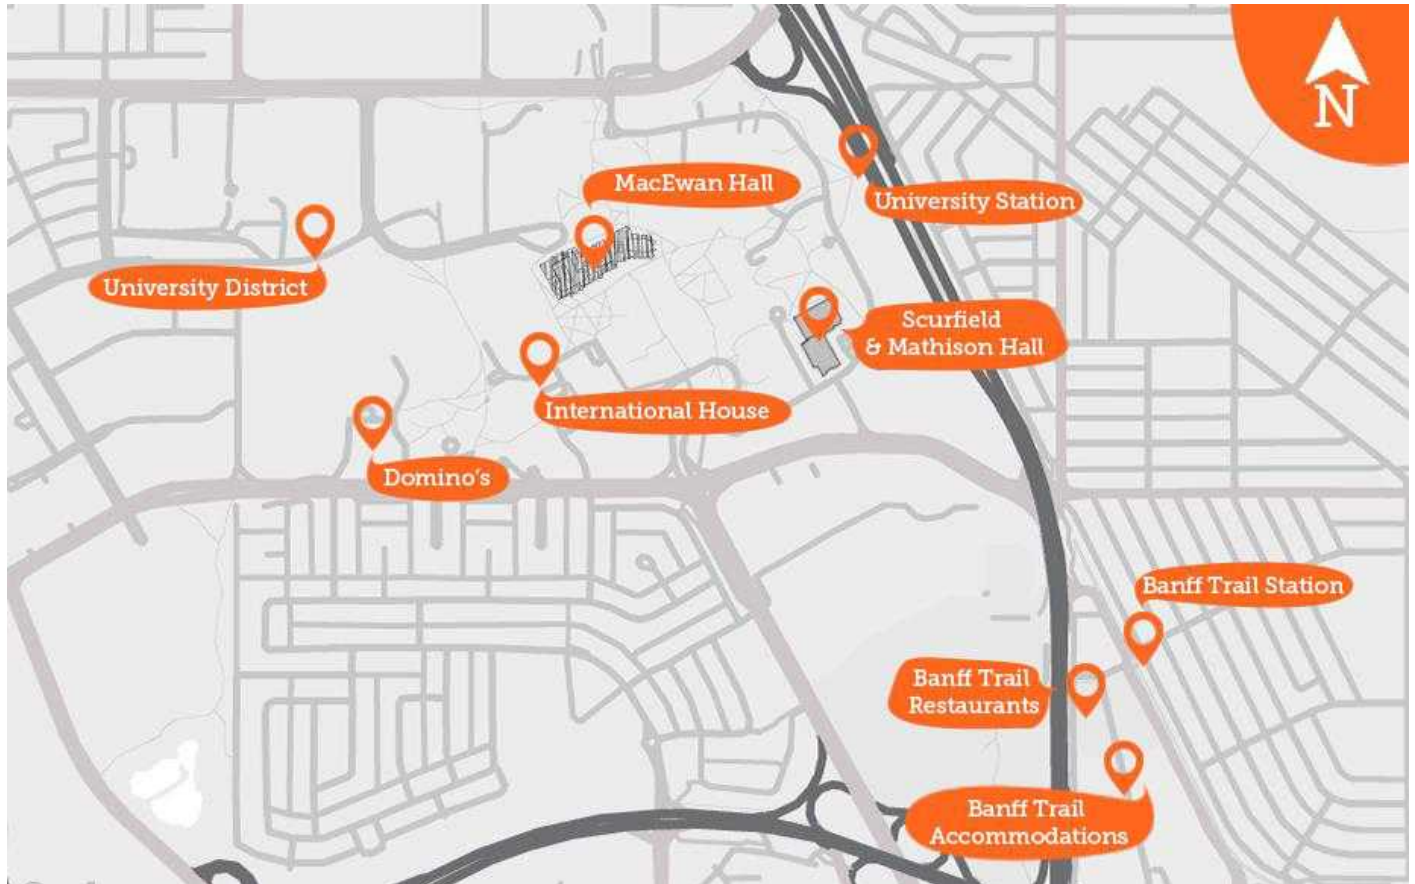 N
MacEwan Hall
University Station
University District
Scurfield
& Mathison Hall
International House
Domino's
Banff Trail Station
Banff Trail
Restaurants
Banff Trail
Accommodations